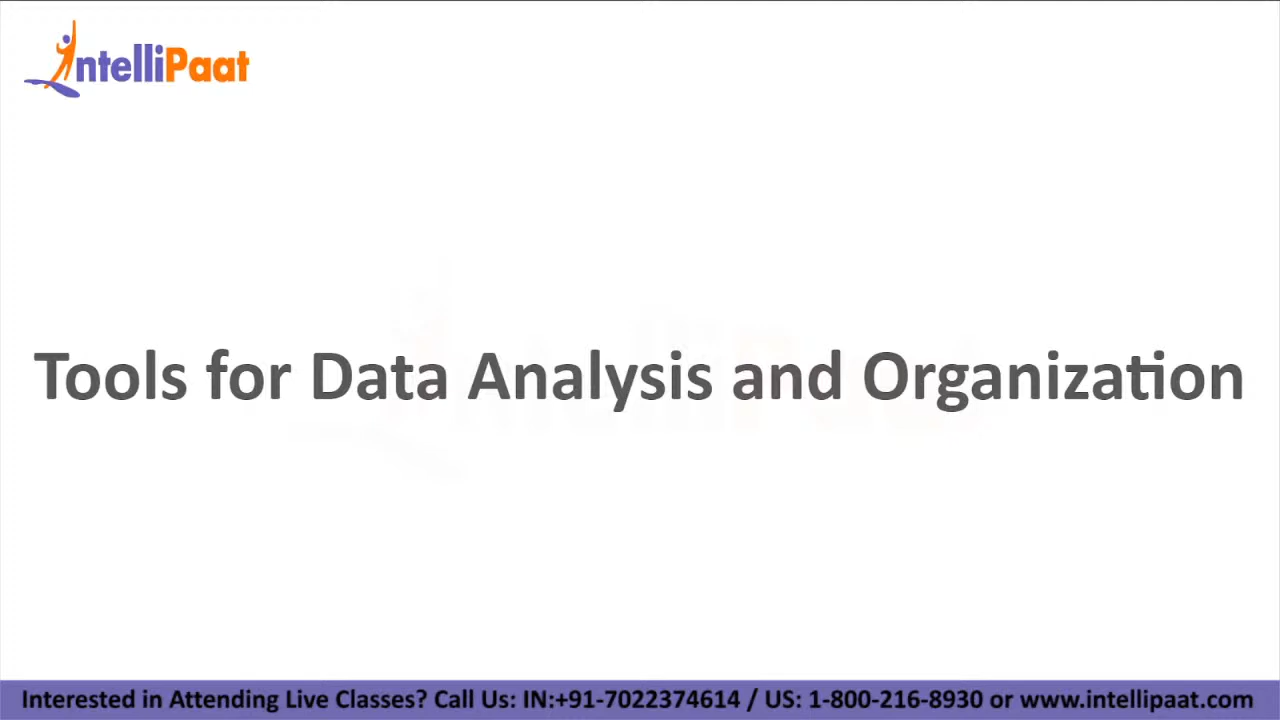 IntelliPaat
Tools for Data Analysis and Organization
Interested in Attending Live Classes? Call Us: IN:+91-7022374614 / US: 1-800-216-8930 or www.intellipaat.com